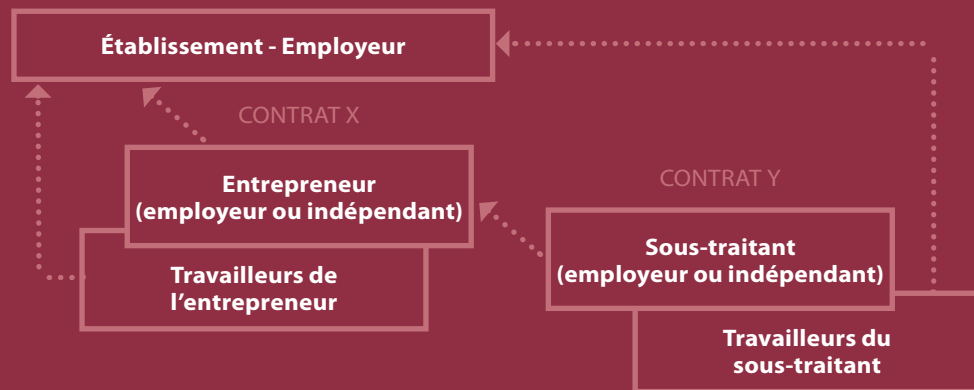 Établissement - Employeur
CONTRAT X
Entrepreneur
(employeur ou indépendant)
CONTRAT Y
Travailleurs de
l’entrepreneur
Sous-traitant
(employeur ou indépendant)
Travailleurs du
sous-traitant